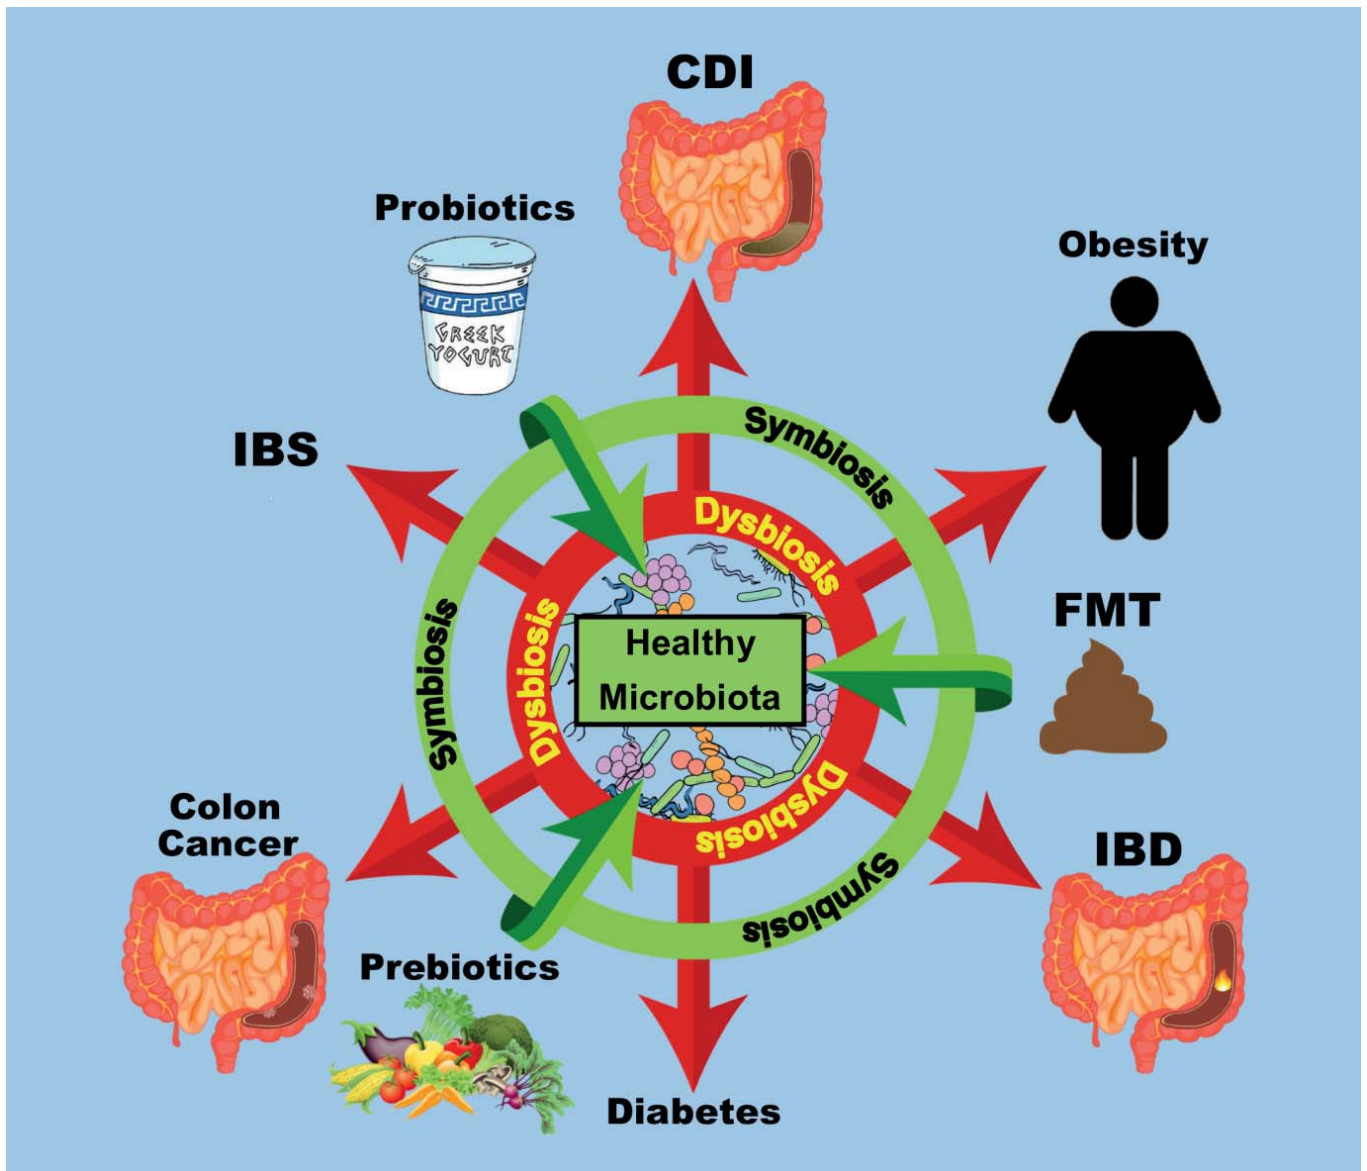 CDI
Probiotics
GREEK
YOGURT
Obesity
IBS
Symbiosis
Dysbiosis
Symbiosis
Dysbiosis
Healthy
Microbiota
FMT
Dysbiosis
Symbiosis
Colon
Cancer
IBD
Prebiotics
Diabetes